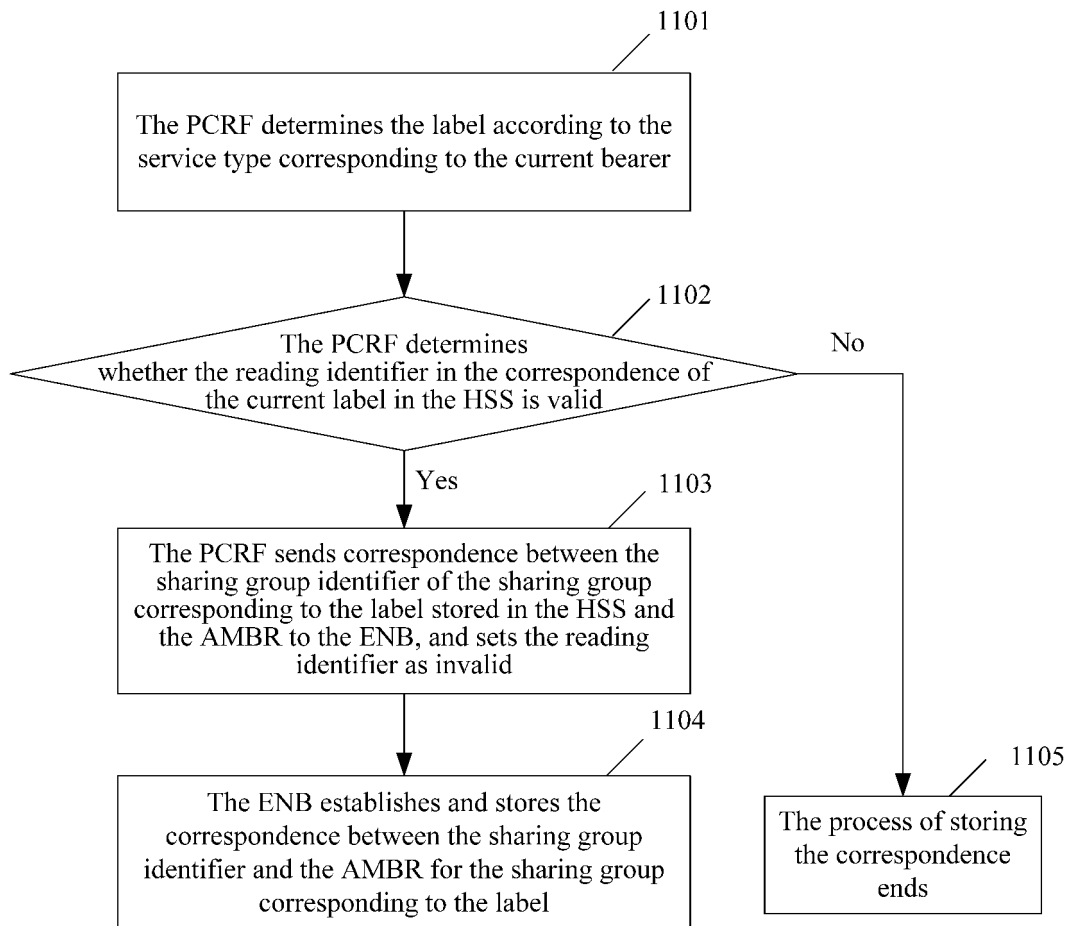 1101
The PCRF determines the label according to the
service type corresponding to the current bearer
1102
The PCRF determines
whether the reading identifier in the correspondence of
the current label in the HSS is valid
No
Yes
1103
The PCRF sends correspondence between the
sharing group identifier of the sharing group
corresponding to the label stored in the HSS and
the AMBR to the ENB, and sets the reading
identifier as invalid
1104
The ENB establishes and stores the
correspondence between the sharing group
identifier and the AMBR for the sharing group
corresponding to the label
1105
The process of storing
the correspondence
ends